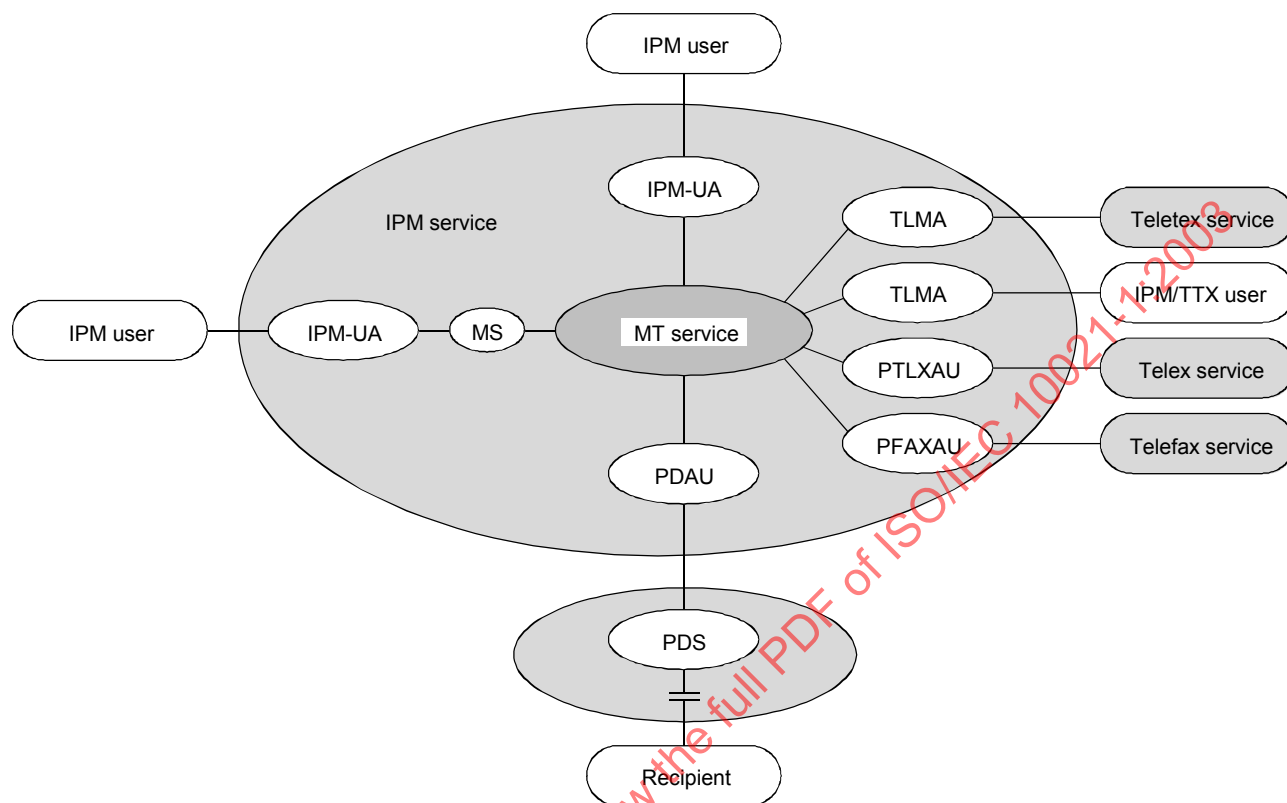 IPM user
IPM-UA
IPM service
TLMA
Teletex service
TLMA
IPM/TTX user
IPM user
IPM-UA
MS
MT service
PTLXAU
Telex service
PFAXAU
Telefax service
PDAU
PDS
Recipient
w the full PDF of ISO/IEC 10021-1:2003